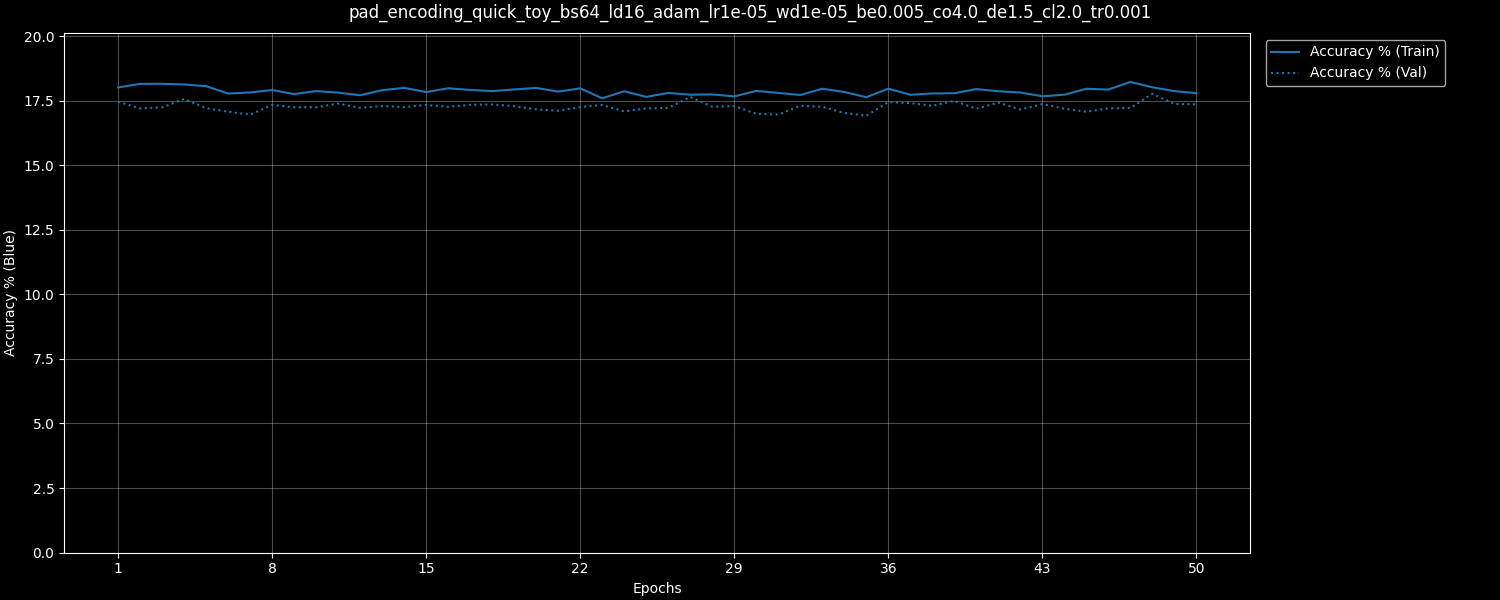 pad_encoding_quick_toy_bs64_ld16_adam_lr1e-05_wd1e-05_be0.005_co4.0_de1.5_cl2.0_tr0.001
Accuracy % (Train)
Accuracy % (Val)
Accuracy % (Blue)
20.0
17.5
15.0
12.5
10.0
7.5
5.0
2.5
0.0
1 8 15 22 29 36 43 50
Epochs